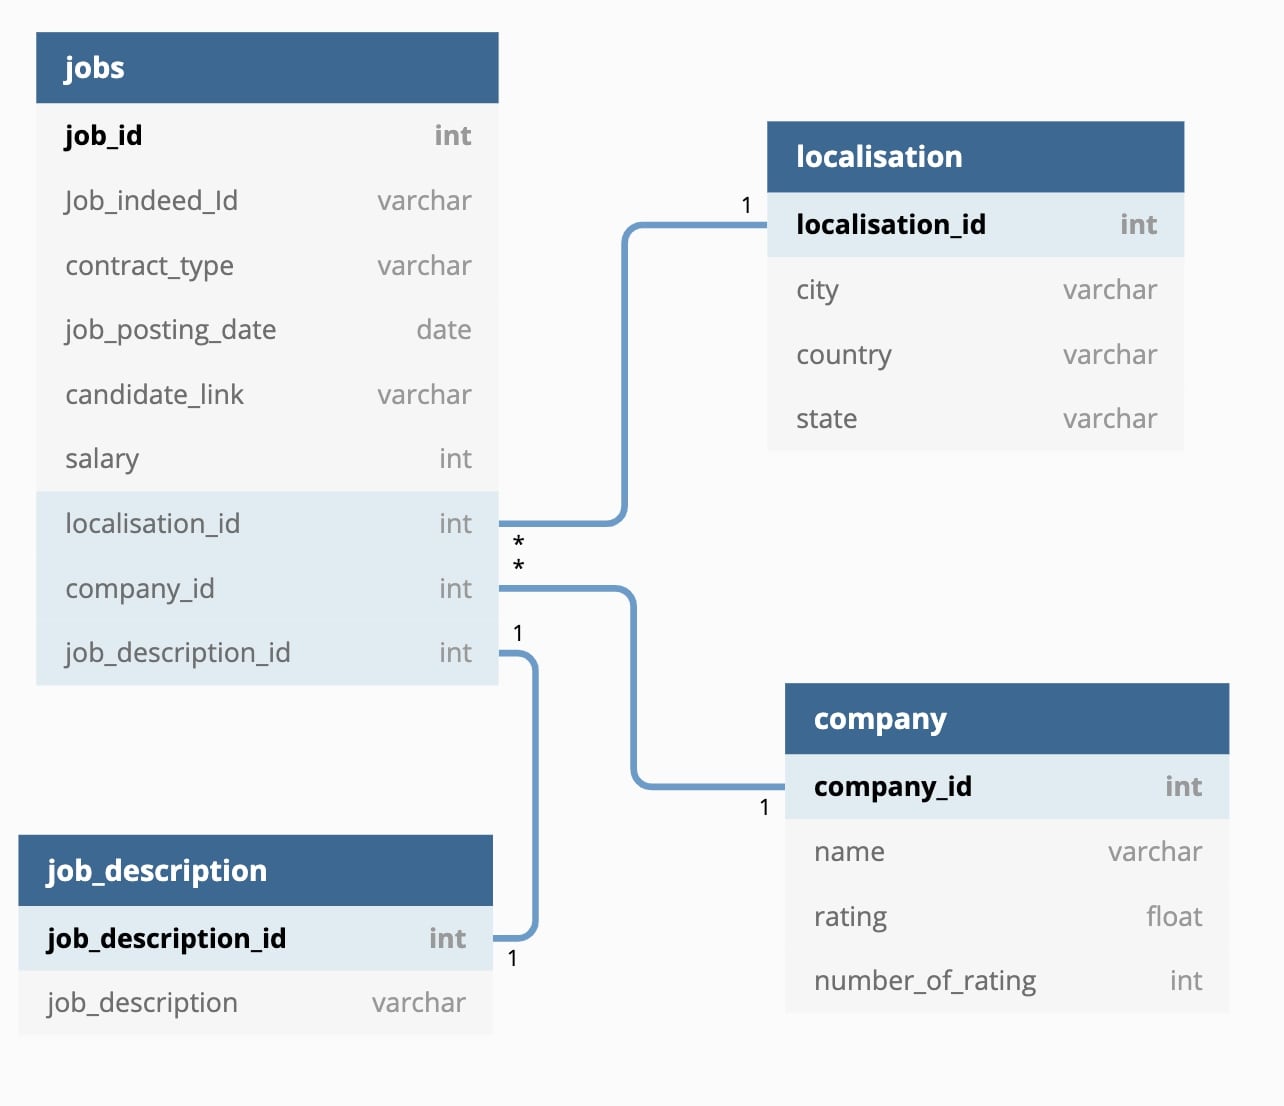 jobs
job_id int
Job_indeed_Id varchar
contract_type varchar
job_posting_date date
candidate_link varchar
salary int
localisation_id int
*
*
company_id int
1
job_description_id int
localisation
1
localisation_id int
city varchar
country varchar
state varchar
company
company_id int
1
name varchar
rating float
number_of_rating int
job_description
job_description_id int
1
job_description varchar